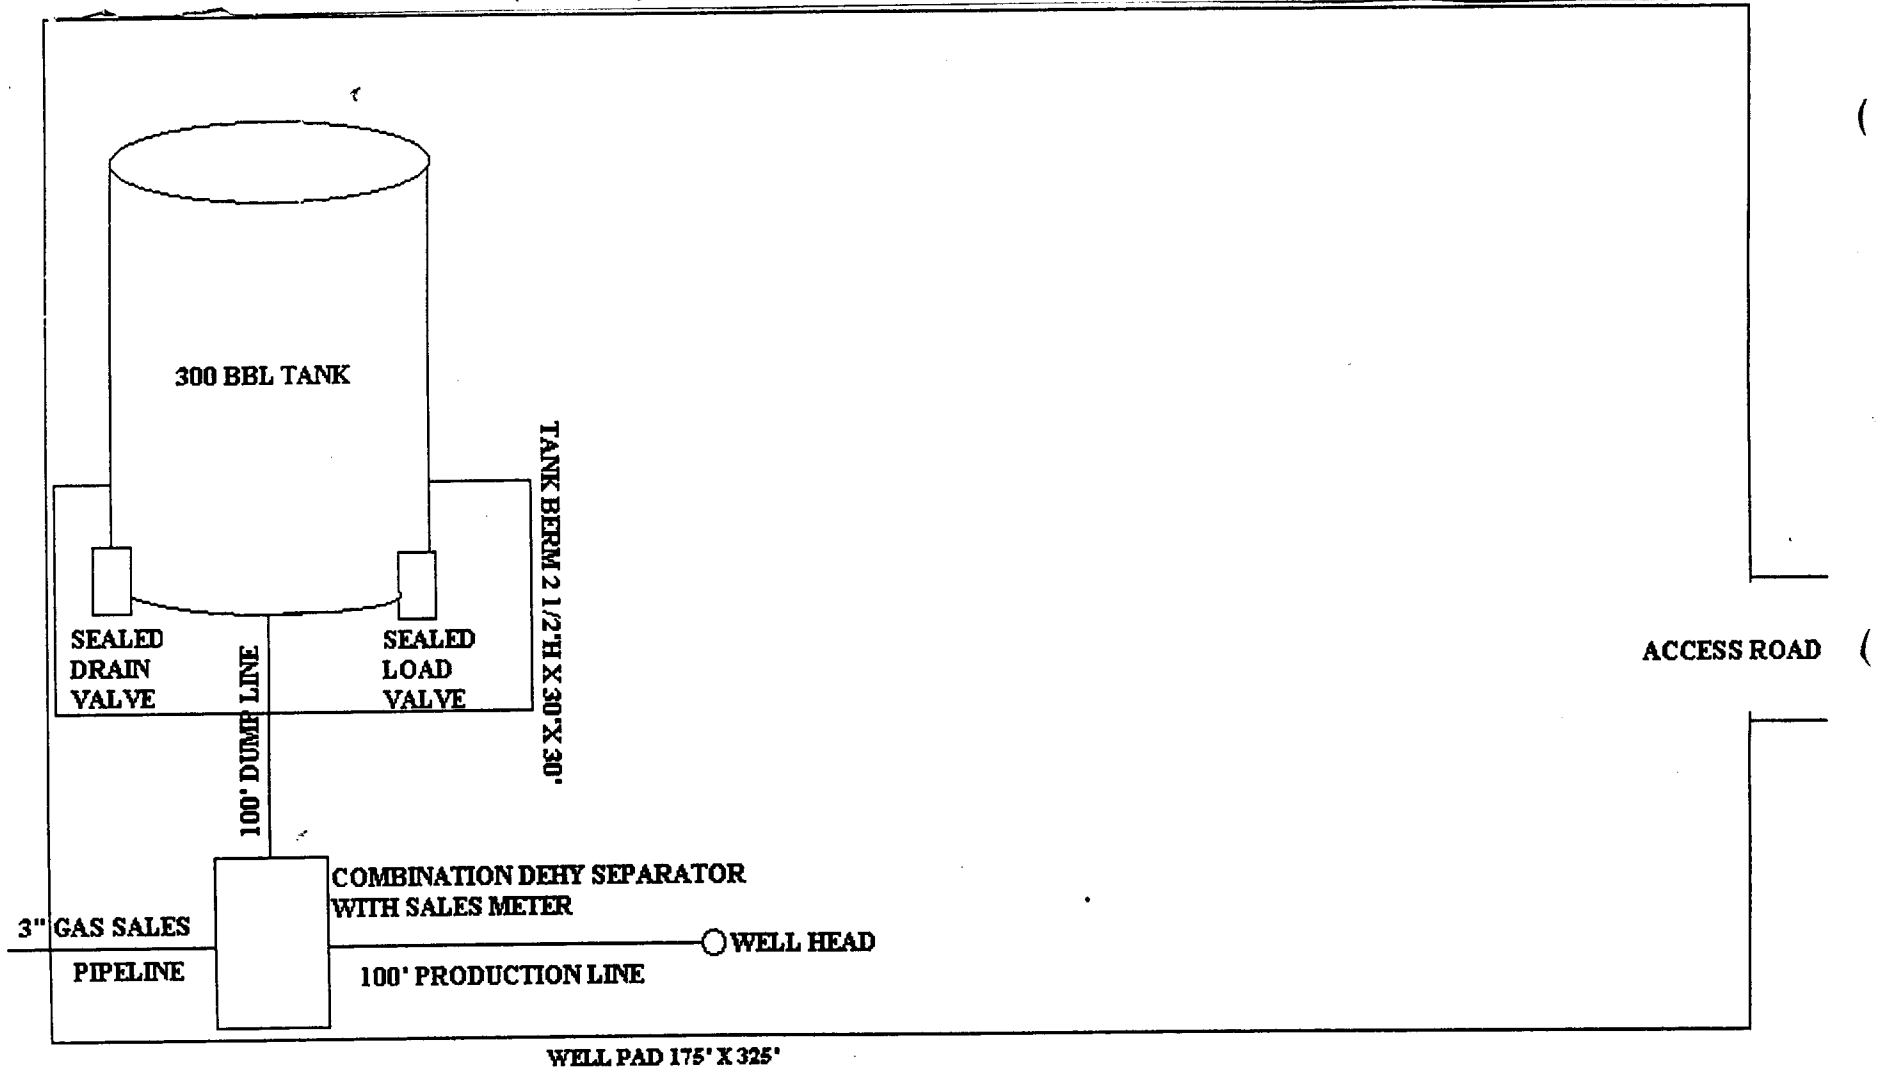 300 BBL TANK
TANK BERM 2 1/2'H X 30'X 30'
SEALED
DRAIN
VALVE
SEALED
LOAD
VALVE
100' DUMP LINE
ACCESS ROAD
COMBINATION DEHY SEPARATOR
WITH SALES METER
3" GAS SALES
PIPELINE
WELL HEAD
100' PRODUCTION LINE
WELL PAD 175' X 325'